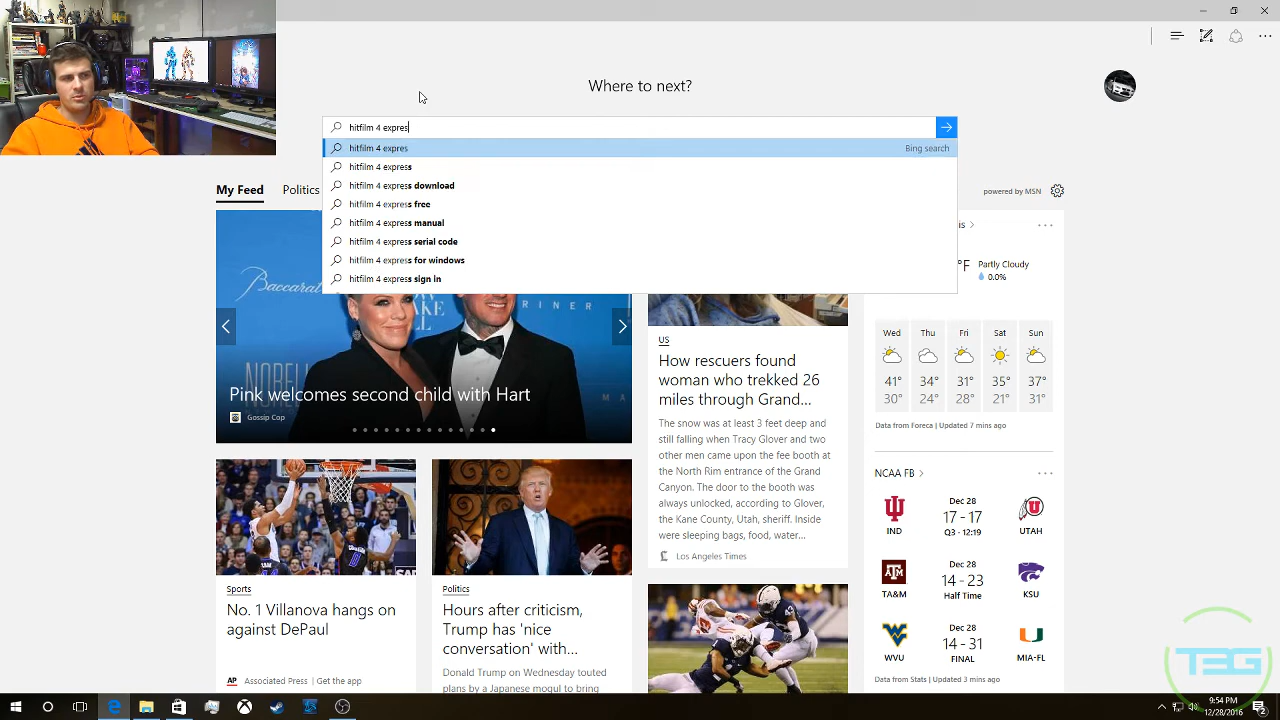 Where to next?
hitfilm 4 expres
hitfilm 4 expres Bing search
hitfilm 4 express
hitfilm 4 express download
hitfilm 4 express free
hitfilm 4 express manual
hitfilm 4 express serial code
hitfilm 4 express for windows
hitfilm 4 express sign in
My Feed Politics
powered by MSN
Baccarat
RINER
NOREL
MA
Pink welcomes second child with Hart
Gossip Cop
US
How rescuers found
woman who trekked 26
miles through Grand...
The snow was at least 3 feet deep and
still falling when Tracy Glover and two
other men came upon the fee booth at
the North Rim entrance of the Grand
Canyon. The door to the booth was
always unlocked, according to Glover,
the Kane County, Utah, sheriff. Inside
were sleeping bags, food, water...
Los Angeles Times
is
°F
Partly Cloudy
0.0%
Wed Thu Fri Sat Sun
41° 34° 31° 35° 37°
30° 24° 28° 21° 31°
Data from Foreca | Updated 7 mins ago
NCAA FB
Dec 28
17 - 17
IND UTAH
Q3 - 12:19
Dec 28
14 - 23
TA&M KSU
Half Time
Dec 28
14 - 31
WVU MIA-FL
FINAL
Data from Stats | Updated 3 mins ago
Sports
No. 1 Villanova hangs on
against DePaul
AP Associated Press | Get the app
Politics
Hours after criticism,
Trump has 'nice
conversation' with...
Donald Trump on Wednesday touted
plans by a Japanese mogul to bring
TEG
9:54 PM
12/28/2016